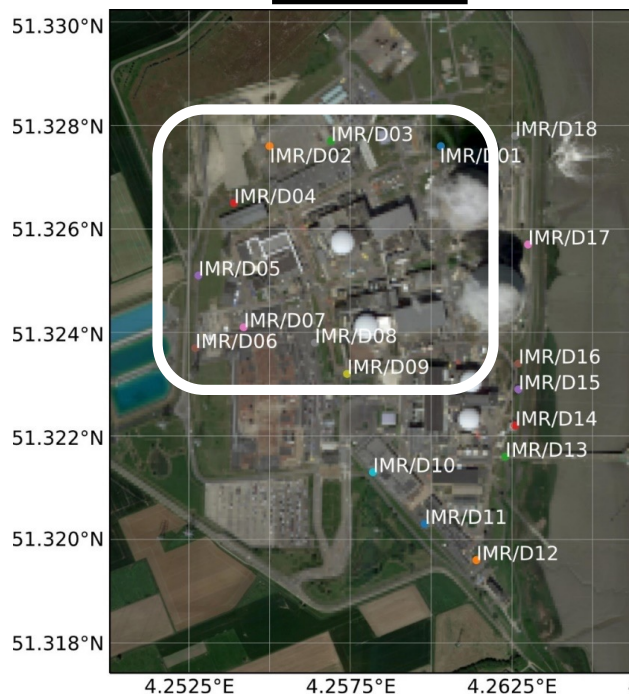 51.330°N
51.328°N
IMR/D03
IMR/D18
IMR/D02
IMR/D01
51.326°N
IMR/D04
IMR/D17
IMR/D05
51.324°N
IMR/D07
IMR/D08
IMR/D06
IMR/D16
IMR/D09
IMR/D15
51.322°N
IMR/D14
IMR/D13
IMR/D10
51.320°N
IMR/D11
IMR/D12
51.318°N
4.2525°E 4.2575°E 4.2625°E